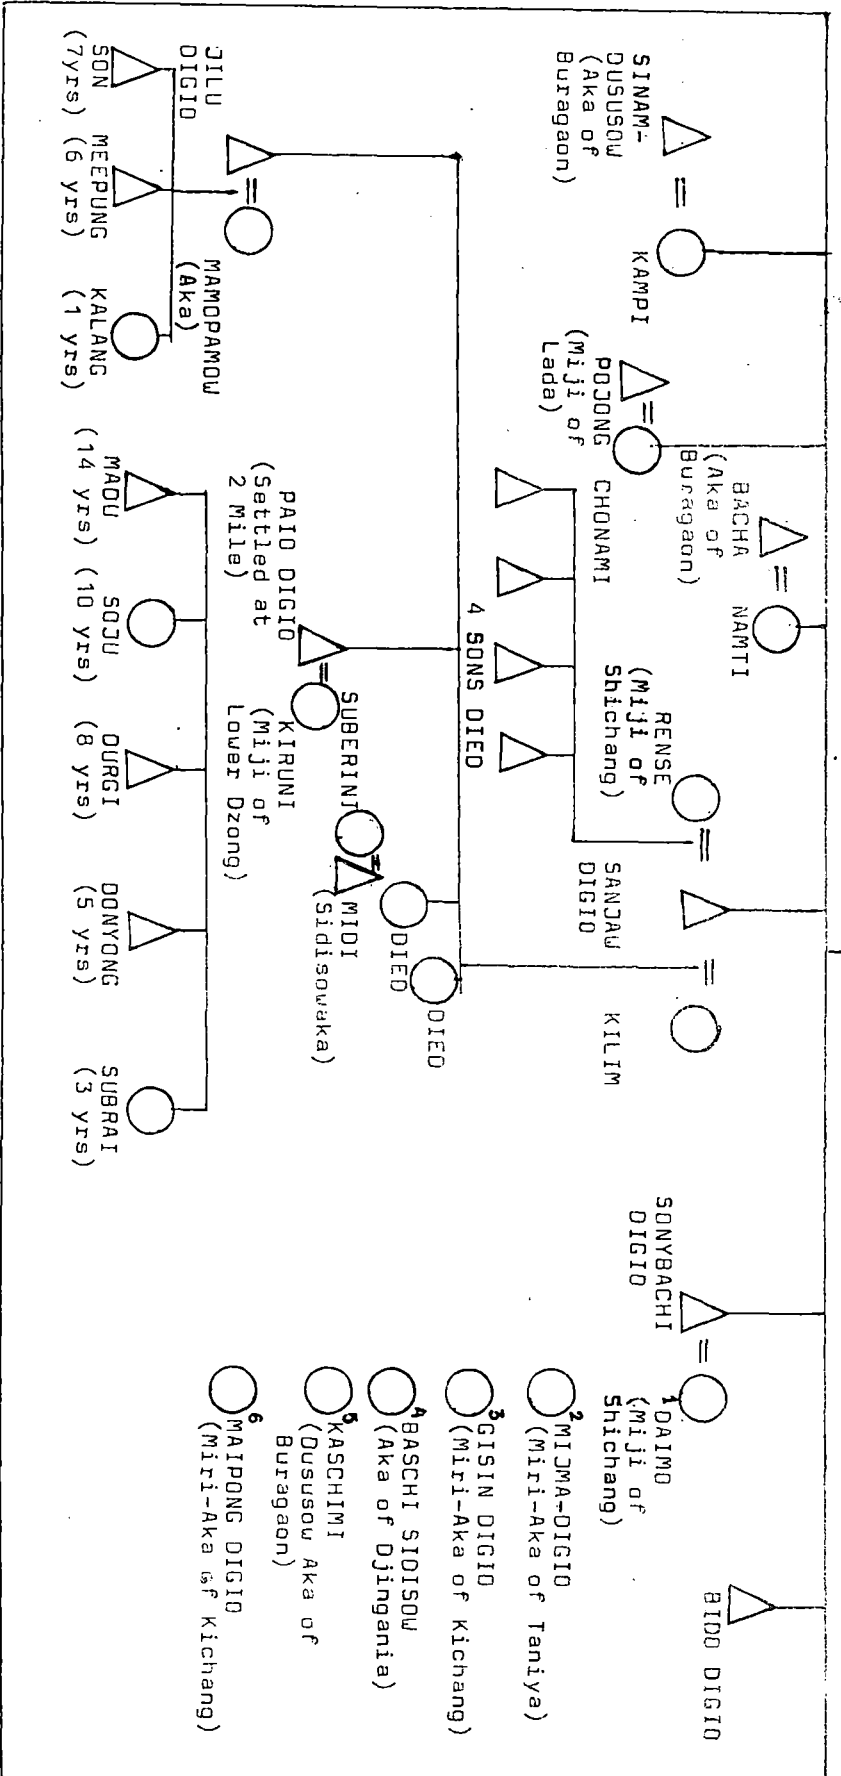 SINAM-
DUSUSOW
(Aka of
Buragaon)
KAMPI
POJONG
(Miji of
Lada)
BACHA
(Aka of
Buragaon)
NAMTI
CHONAMI
4 SONS DIED
RENSE
(Miji of
Shichang)
SANJAW
DIGIO
KILIM
SONYBACHI
DIGIO
1 DAIMO
(Miji of
Shichang)
2 MIJMA-DIGIO
(Miri-Aka of Taniya)
3 GISIN DIGIO
(Miri-Aka of Kichang)
4 BASCHI SIDISOW
(Aka of Djingania)
5 KASCHIMI
(Dususow Aka of
Buragaon)
6 MAIPONG DIGIO
(Miri-Aka of Kichang)
BIDO DIGIO
JILU
DIGIO
MAMOPAMOW
(Aka)
PAIO DIGIO
(Settled at
2 Mile)
KIRUNI
(Miji of
Lower Dzong)
SUBERINI
MIDI
(Sidisowaka)
DIED
DIED
SON
(7yrs)
MEEPUNG
(6 yrs)
KALANG
(1 yrs)
MADU
(14 yrs)
SOJU
(10 yrs)
DURGI
(8 yrs)
DONYONG
(5 yrs)
SUBRAI
(3 yrs)